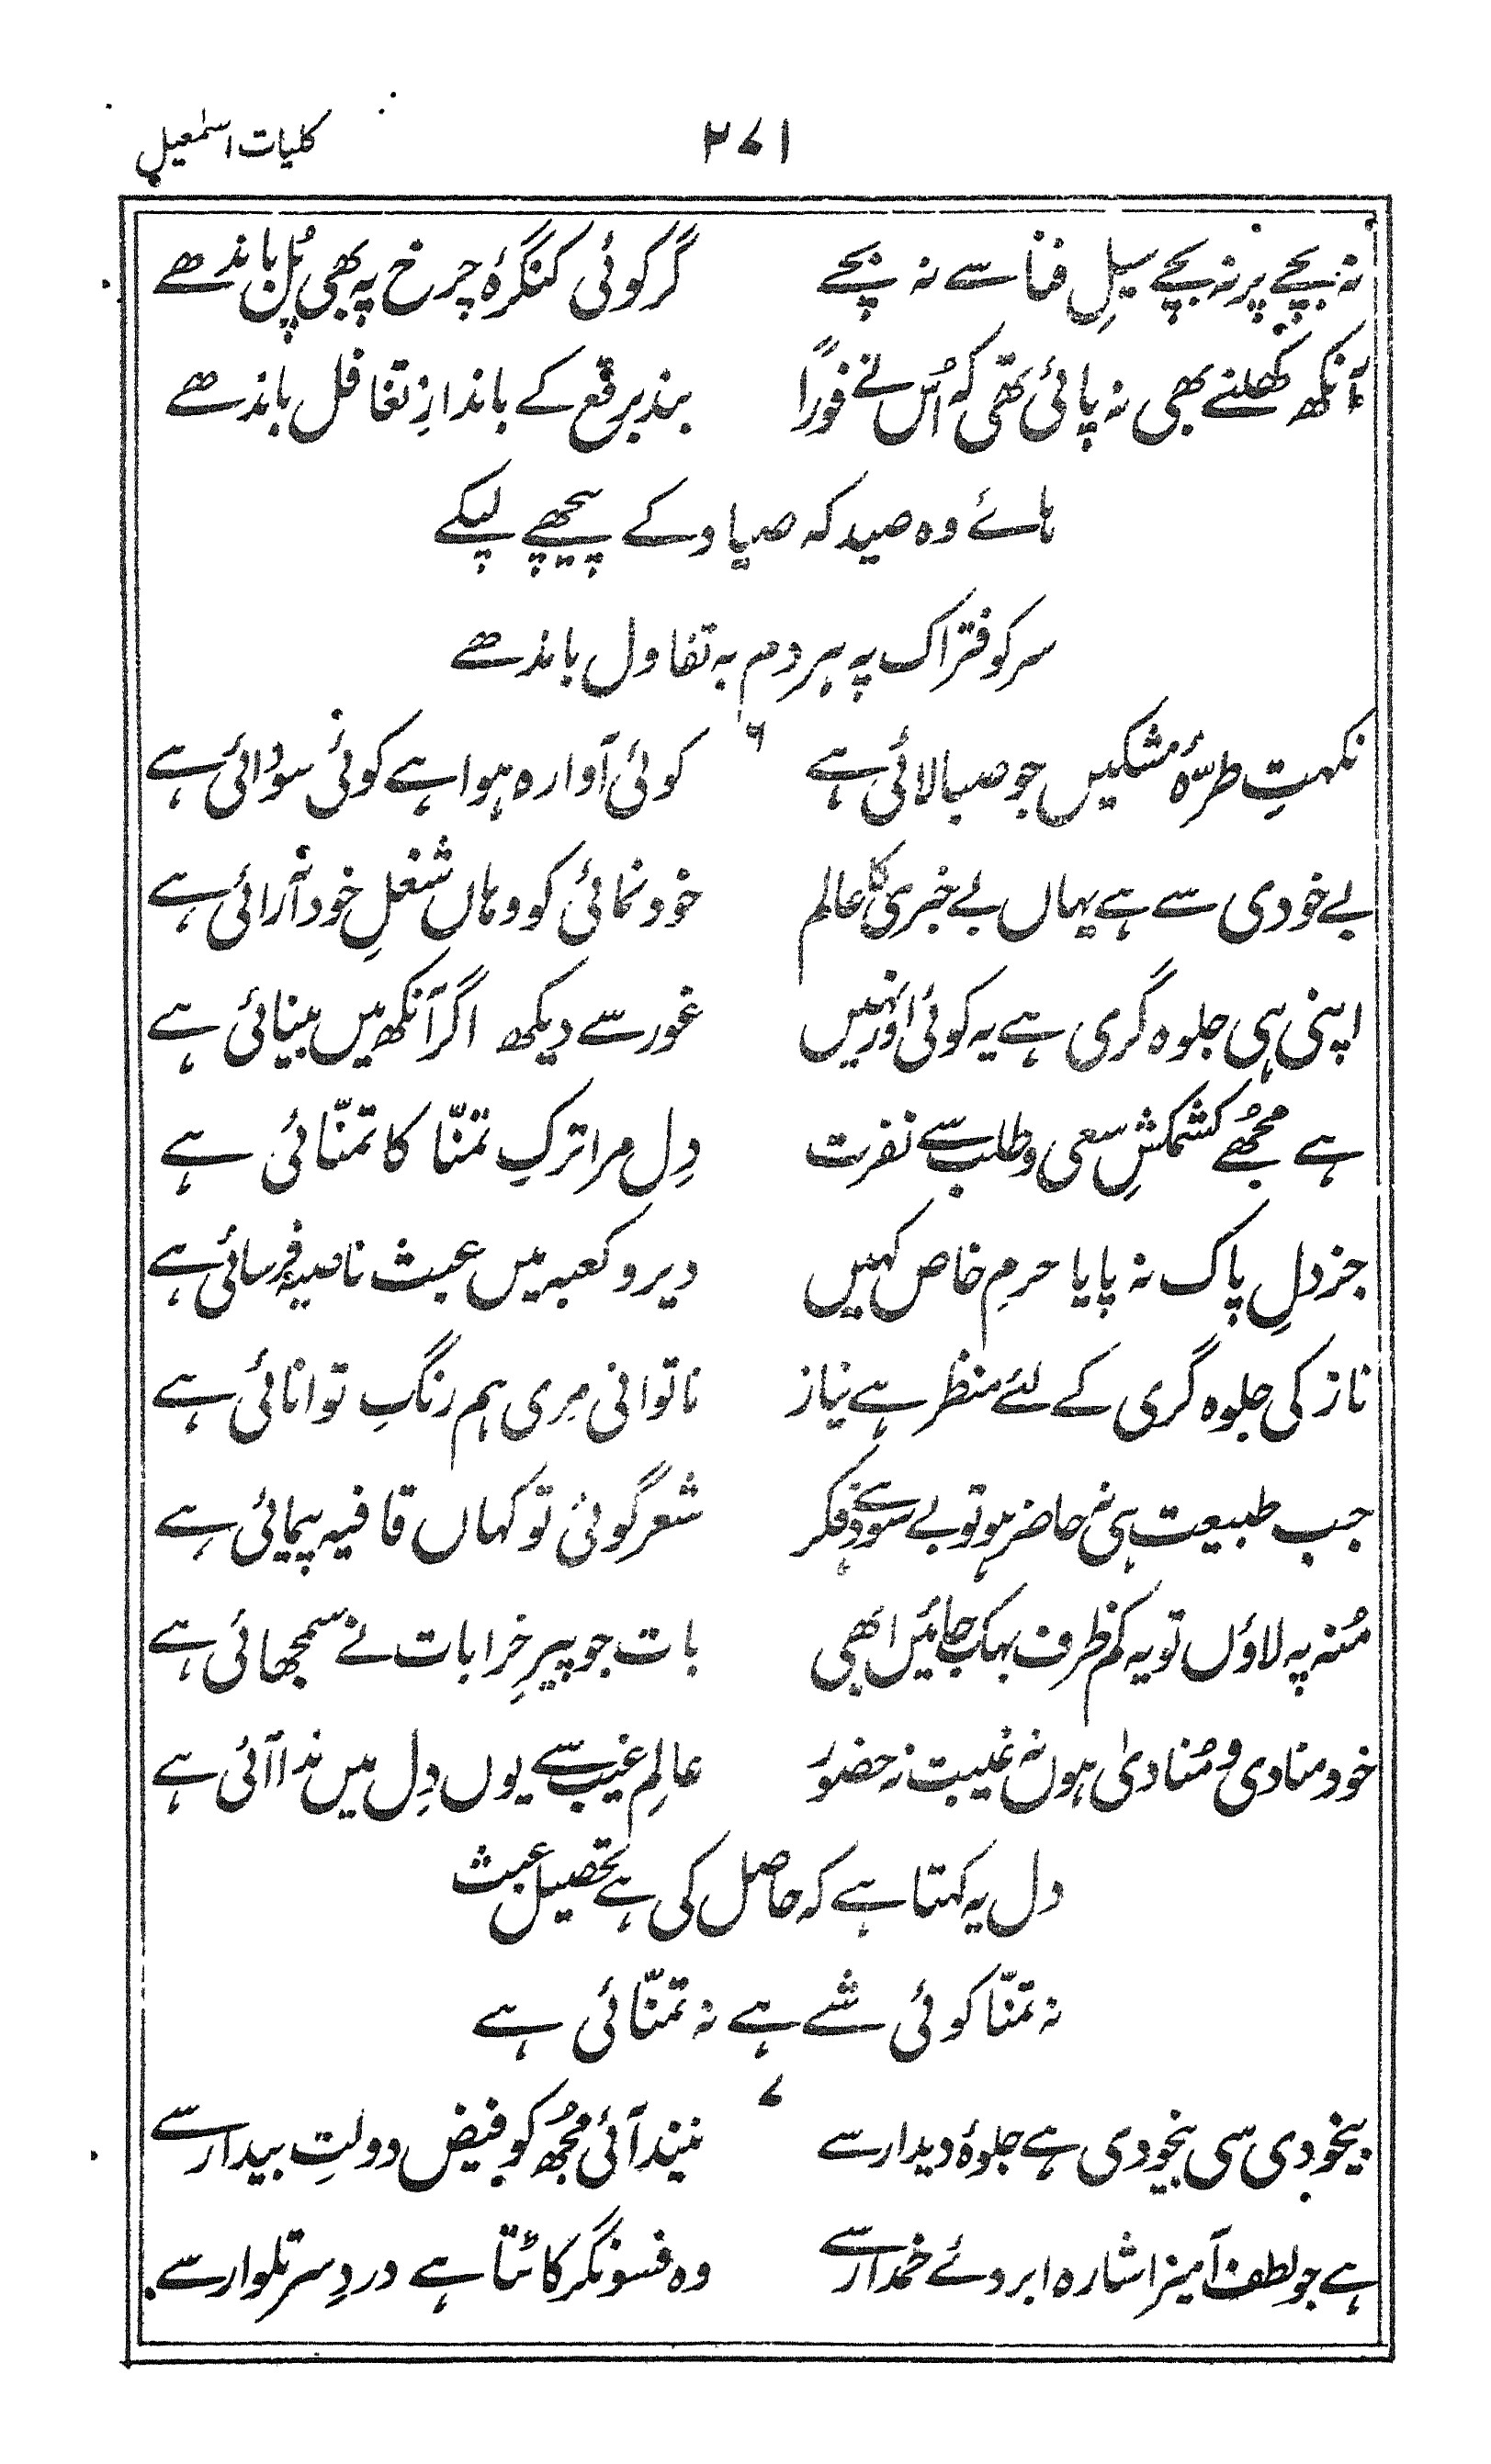 کلیات اسمٰعیل ۲۷۱
نہ بچے پر نہ بچے سیلِ فنا سے نہ بچے گر کوئی کنگرۂ چرخ پہ بھی پُل باندھے
آنکھ کھلنے بھی نہ پائی تھی کہ اُس نے فورًا بند برقع کے باندازِ تغافل باندھے
ہائے وہ صید کہ صیاد کے پیچھے لپکے
سر کو فتراک پہ ہر دم بہ تفاول باندھے
۶
نکہتِ طرّۂ مشکیں جو صبا لائی ہے کوئی آوارہ ہوا ہے کوئی سودائی ہے
بے خودی سے ہے یہاں بے خبری کا عالم خود نمائی کو وہاں شغلِ خود آرائی ہے
اپنی ہی جلوہ گری ہے یہ کوئی اور نہیں غور سے دیکھ اگر آنکھ میں بینائی ہے
ہے مجھے کشمکشِ سعی و طلب سے نفرت دِل مرا ترکِ تمنّا کا تمنّائی ہے
جز دلِ پاک نہ پایا حرمِ خاص کہیں دیر و کعبہ میں عبث ناصیہ فرسائی ہے
ناز کی جلوہ گری کے لئے منظر ہے نیاز ناتوانی مِری ہم رنگِ توانائی ہے
جب طبیعت ہی نہ حاضر ہو تو بے سودہے فکر شعر گوئی تو کہاں قافیہ پیمائی ہے
مُنہ پہ لاؤں تو یہ کم ظرف بہک جائیں ابھی بات جو پیرِ خرابات نے سمجھائی ہے
خود منادی و مُنادیٰ ہوں نہ غیبت نہ حضور عالمِ غیب سے یوں دِل میں ندا آئی ہے
دل یہ کہتا ہے کہ حاصل کی ہے تحصیل عبث
نہ تمنّا کوئی شے ہے نہ تمنّائی ہے
۷
بیخودی سی بیخودی ہے جلوۂ دیدار سے نیند آئی مجُھ کو فیض دولتِ بیدار سے
ہے جو لطف آمیز اشارہ ابروئے خمدار سے وہ فسونگر کاٹتا ہے دردِ سر تلوار سے